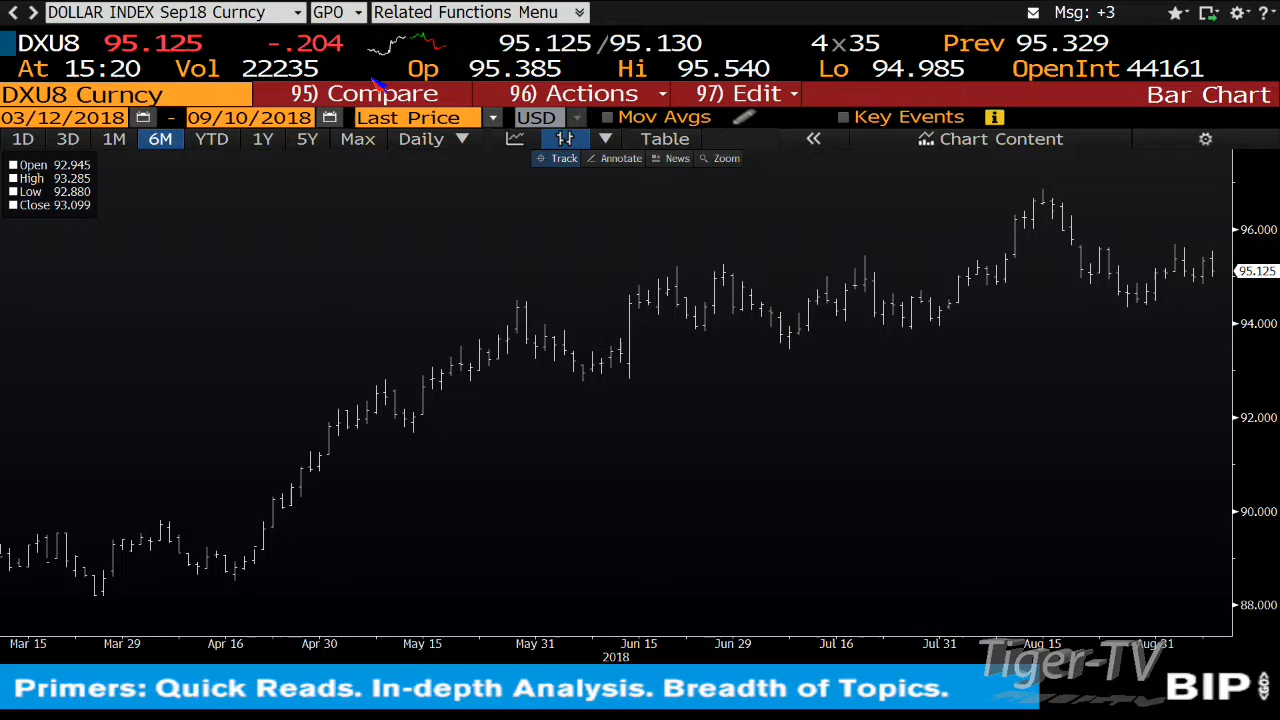 DOLLAR INDEX Sep18 Curncy GPO Related Functions Menu Msg: +3 ?
DXU8 95.125 -.204 95.125/95.130 4x35 Prev 95.329
At 15:20 Vol 22235 Op 95.385 Hi 95.540 Lo 94.985 OpenInt 44161
DXU8 Curncy 95) Compare 96) Actions 97) Edit Bar Chart
03/12/2018 - 09/10/2018 Last Price USD Mov Avgs Key Events i
1D 3D 1M 6M YTD 1Y 5Y Max Daily Table « Chart Content
Track Annotate News Zoom
Open 92.945
High 93.285
Low 92.880
Close 93.099
96.000
95.125
94.000
92.000
90.000
88.000
Mar 15 Mar 29 Apr 16 Apr 30 May 15 May 31 Jun 15 Jun 29 Jul 16 Jul 31 Aug 15 Aug 31
2018
Tiger-TV
Primers: Quick Reads. In-depth Analysis. Breadth of Topics.
BIP